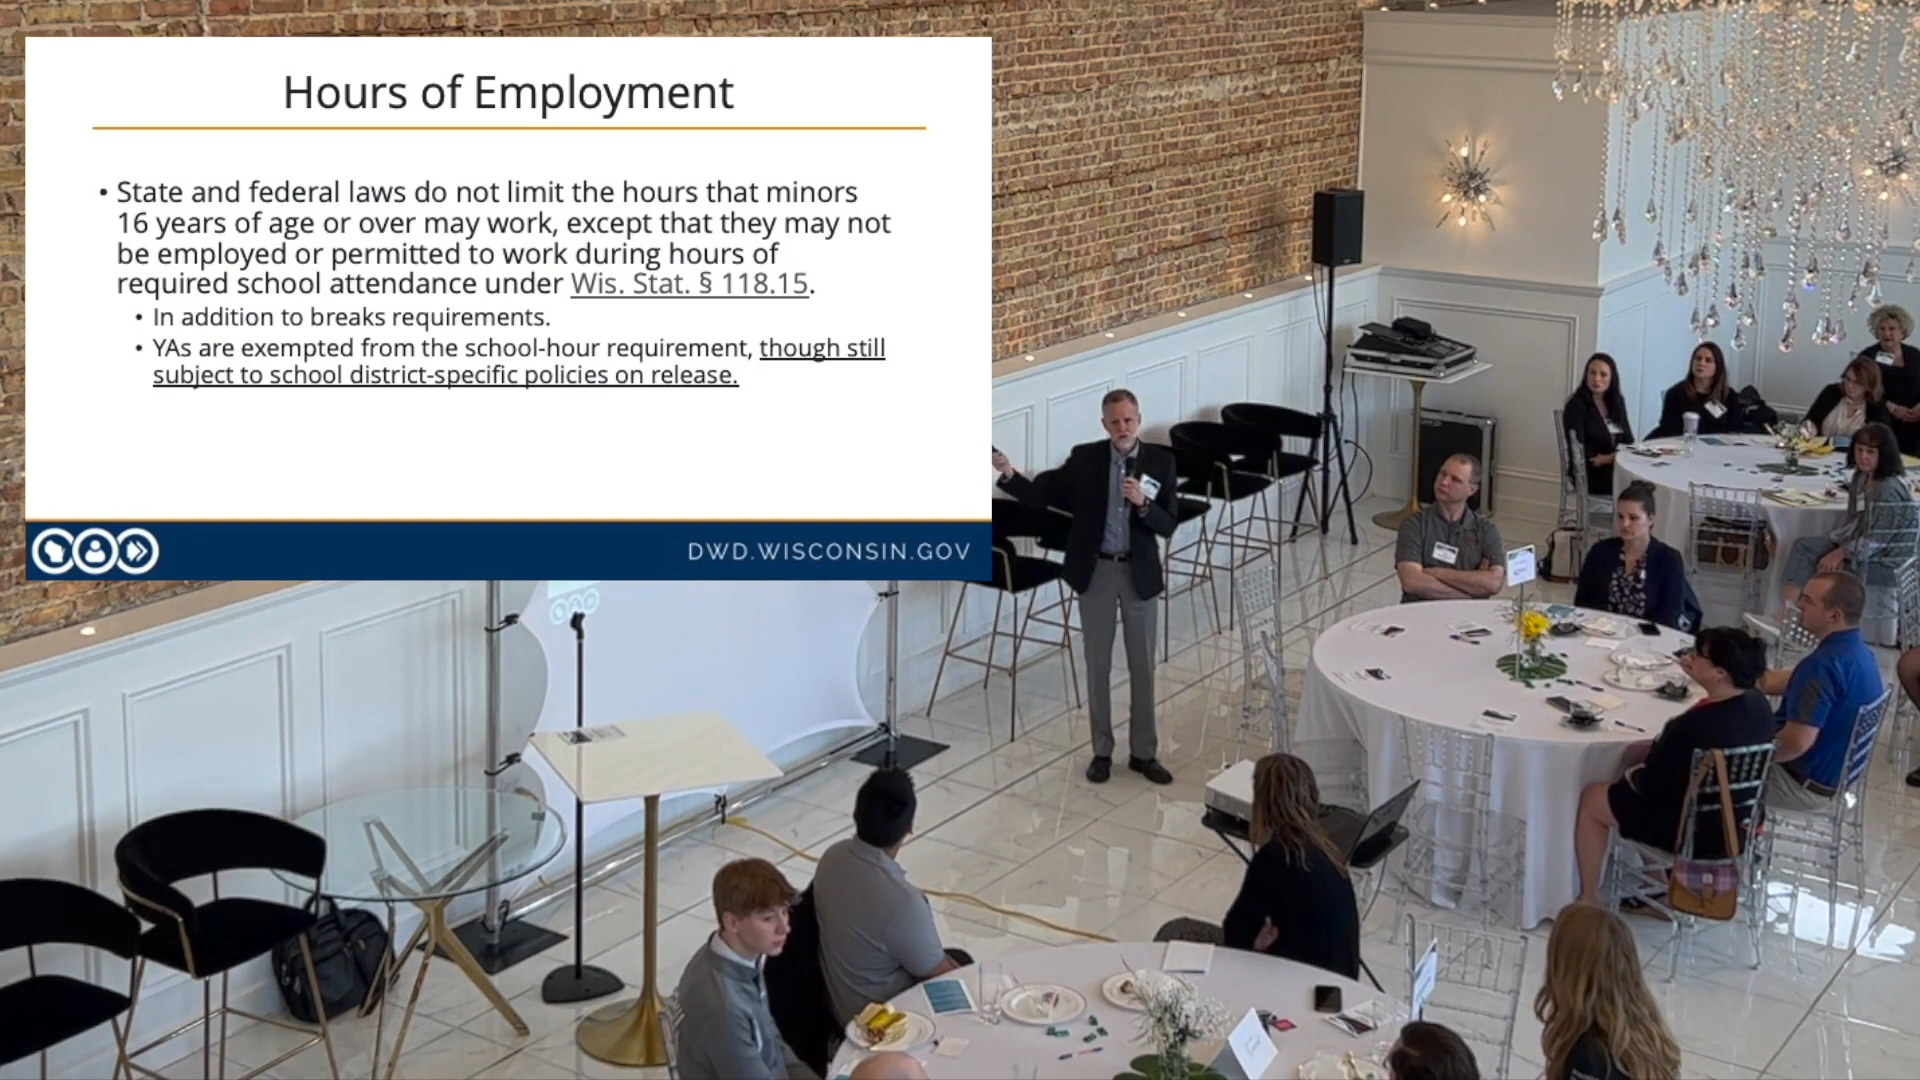 Hours of Employment
• State and federal laws do not limit the hours that minors
16 years of age or over may work, except that they may not
be employed or permitted to work during hours of
required school attendance under Wis. Stat. § 118.15.
• In addition to breaks requirements.
• YAs are exempted from the school-hour requirement, though still
subject to school district-specific policies on release.
DWD.WISCONSIN.GOV